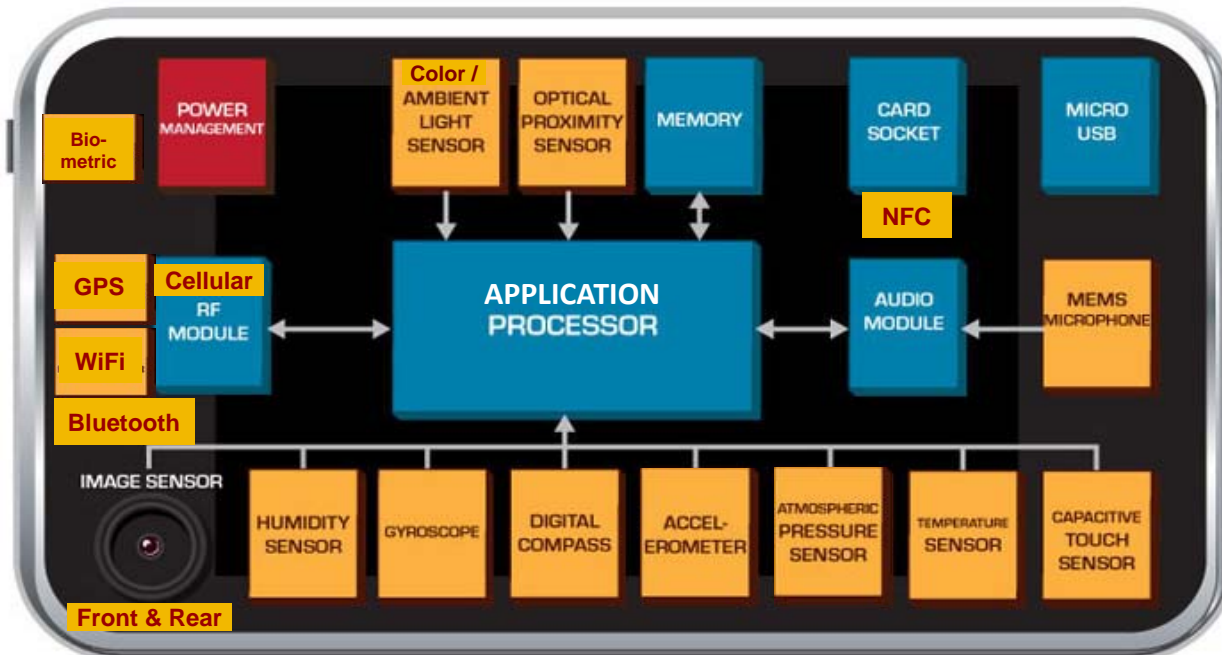 POWER
MANAGEMENT
Color /
AMBIENT
LIGHT
SENSOR
OPTICAL
PROXIMITY
SENSOR
MEMORY
CARD
SOCKET
MICRO
USB
Bio-
metric
NFC
GPS
Cellular
RF
MODULE
WiFi
Bluetooth
APPLICATION
PROCESSOR
AUDIO
MODULE
MEMS
MICROPHONE
IMAGE SENSOR
Front & Rear
HUMIDITY
SENSOR
GYROSCOPE
DIGITAL
COMPASS
ACCEL-
EROMETER
ATMOSPHERIC
PRESSURE
SENSOR
TEMPERATURE
SENSOR
CAPACITIVE
TOUCH
SENSOR